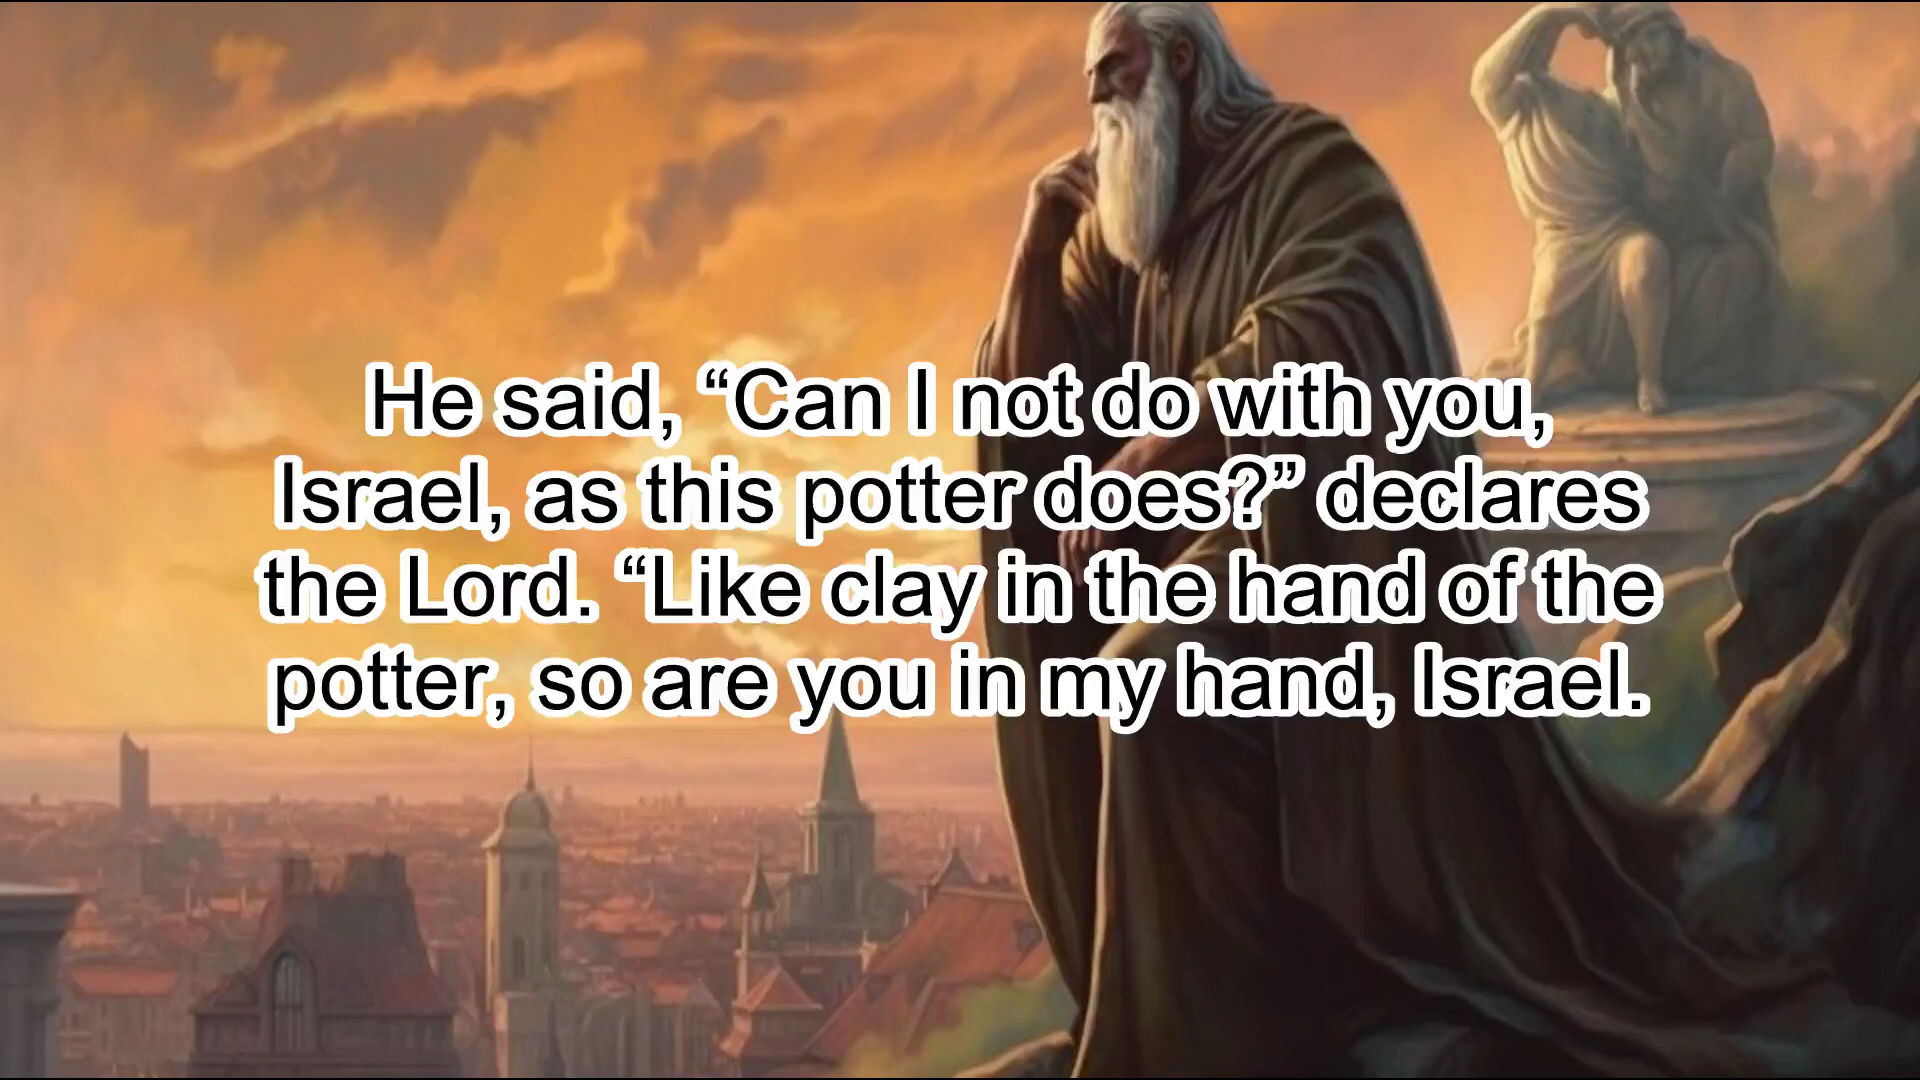 He said, “Can I not do with you,
Israel, as this potter does?” declares
the Lord. “Like clay in the hand of the
potter, so are you in my hand, Israel.